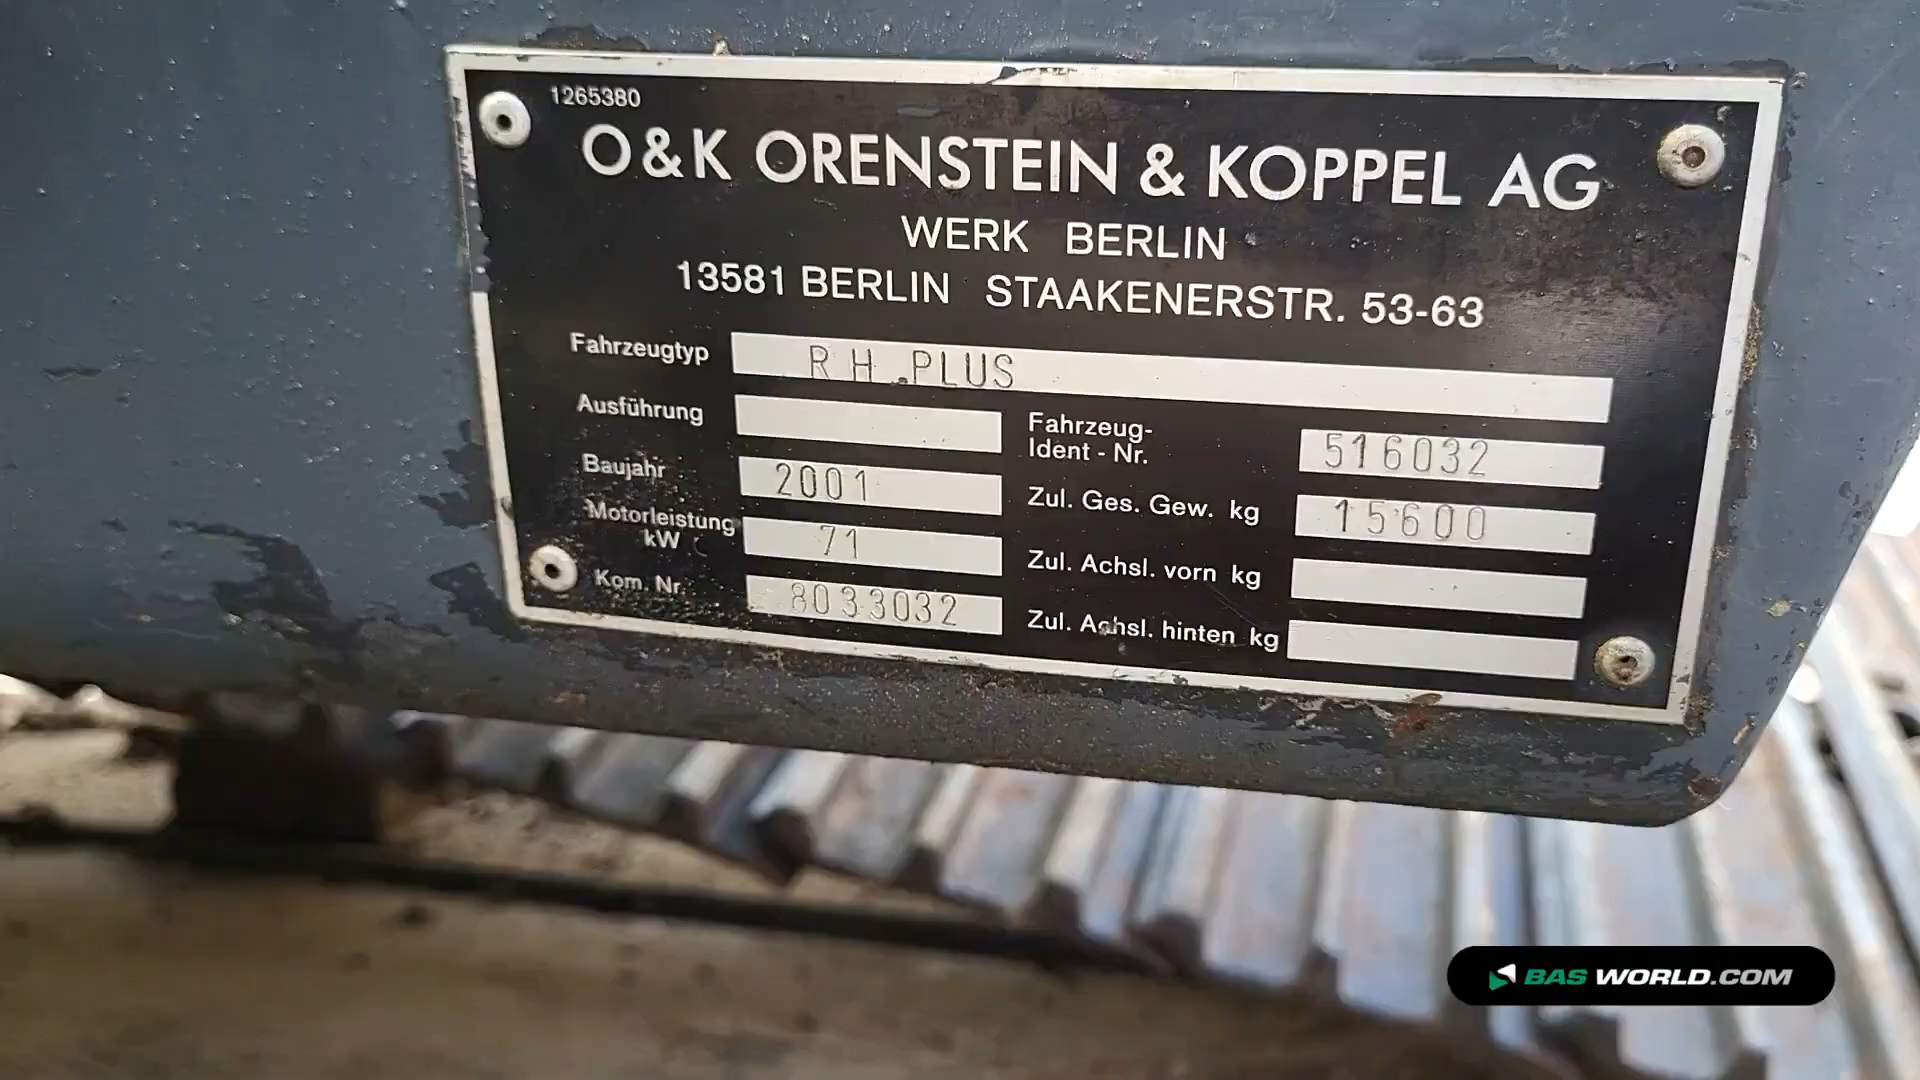 1265380
O&K ORENSTEIN & KOPPEL AG
WERK BERLIN
13581 BERLIN STAAKENERSTR. 53-63
Fahrzeugtyp RH PLUS
Ausführung
Fahrzeug-
Ident - Nr. 516032
Baujahr 2001
Zul. Ges. Gew. kg 15600
Motorleistung
kW 71
Zul. Achsl. vorn kg
Kom. Nr. 8033032
Zul. Achsl. hinten kg
BAS WORLD.COM